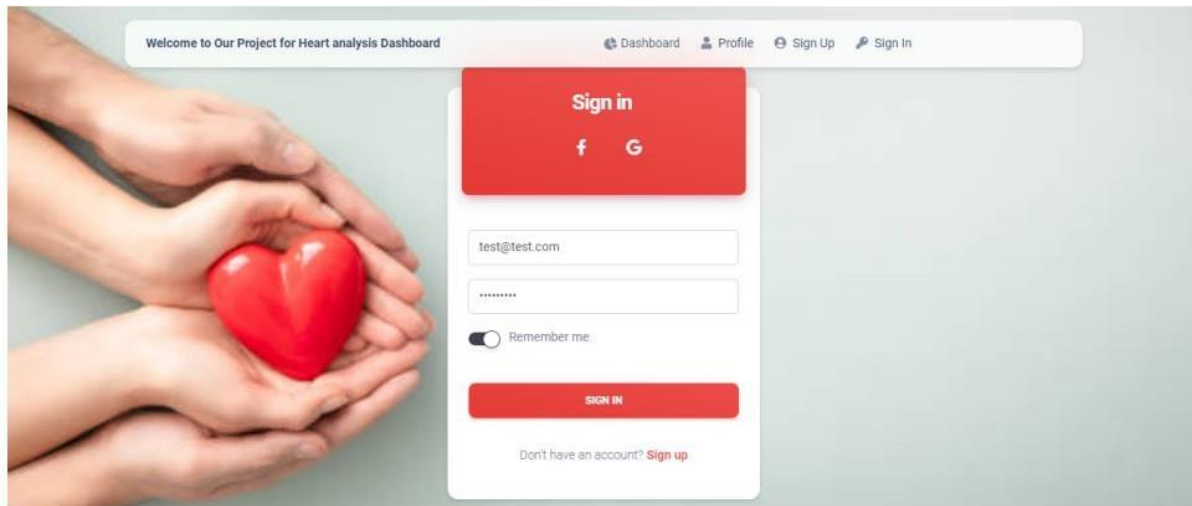 Welcome to Our Project for Heart analysis Dashboard
Dashboard Profile Sign Up Sign In
Sign in
f G
test@test.com
•••••••••
Remember me
SIGN IN
Don't have an account? Sign up